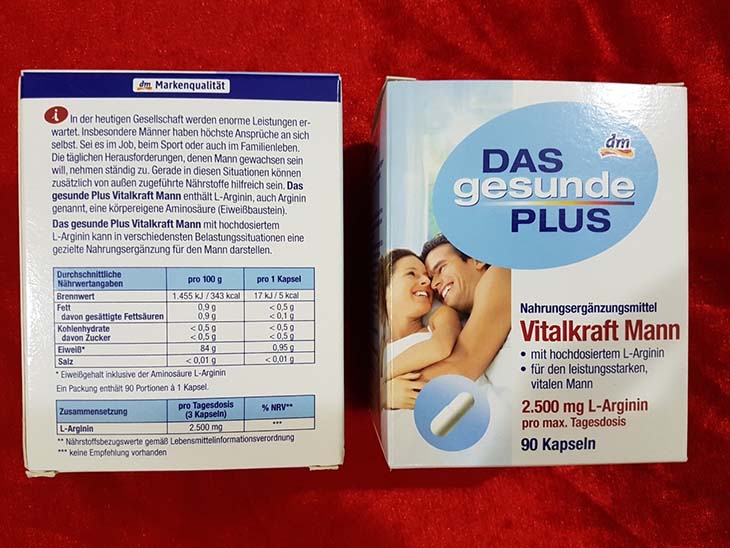 dm Markenqualität
i In der heutigen Gesellschaft werden enorme Leistungen er-
wartet. Insbesondere Männer haben höchste Ansprüche an sich
selbst. Sei es im Job, beim Sport oder auch im Familienleben.
Die täglichen Herausforderungen, denen Mann gewachsen sein
will, nehmen ständig zu. Gerade in diesen Situationen können
zusätzlich von außen zugeführte Nährstoffe hilfreich sein. Das
gesunde Plus Vitalkraft Mann enthält L-Arginin, auch Arginin
genannt, eine körpereigene Aminosäure (Eiweißbaustein).
Das gesunde Plus Vitalkraft Mann mit hochdosiertem
L-Arginin kann in verschiedensten Belastungssituationen eine
gezielte Nahrungsergänzung für den Mann darstellen.
Durchschnittliche
Nährwertangaben pro 100 g pro 1 Kapsel
Brennwert 1.455 kJ / 343 kcal 17 kJ / 5 kcal
Fett 0,9 g < 0,5 g
davon gesättigte Fettsäuren 0,9 g < 0,1 g
Kohlenhydrate < 0,5 g < 0,5 g
davon Zucker < 0,5 g < 0,5 g
Eiweiß* 84 g 0,95 g
Salz < 0,01 g < 0,01 g
* Eiweißgehalt inklusive der Aminosäure L-Arginin
Ein Packung enthält 90 Portionen à 1 Kapsel.
Zusammensetzung pro Tagesdosis (3 Kapseln) % NRV**
L-Arginin 2.500 mg ***
** Nährstoffbezugswerte gemäß Lebensmittelinformationsverordnung
*** keine Empfehlung vorhanden
dm
DAS
gesunde
PLUS
Nahrungsergänzungsmittel
Vitalkraft Mann
• mit hochdosiertem L-Arginin
• für den leistungsstarken,
vitalen Mann
2.500 mg L-Arginin
pro max. Tagesdosis
90 Kapseln